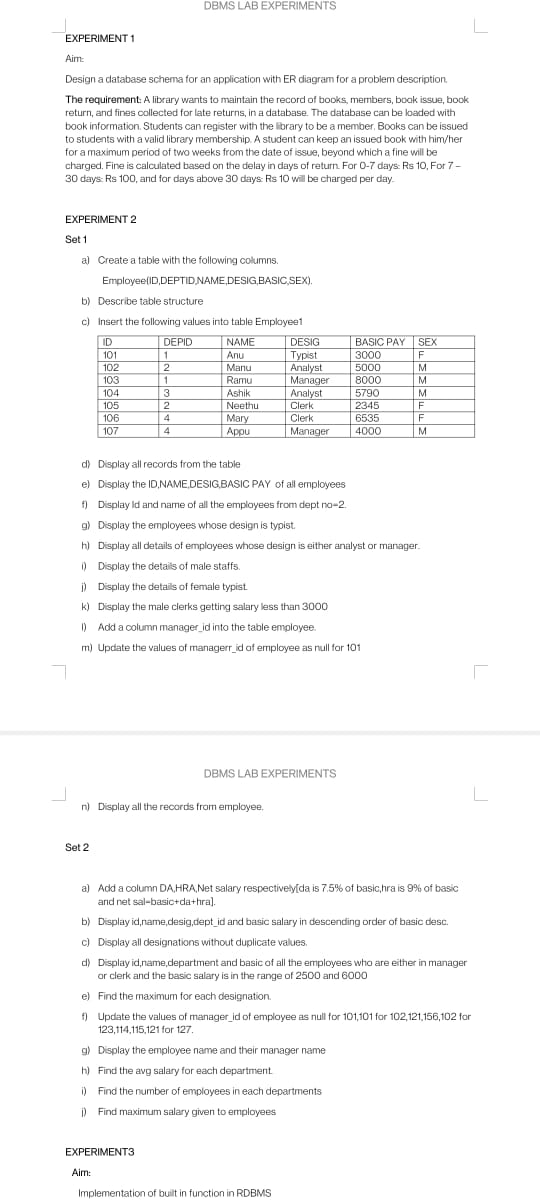 DBMS LAB EXPERIMENTS
EXPERIMENT 1
Aim:
Design a database schema for an application with ER diagram for a problem description.
The requirement: A library wants to maintain the record of books, members, book issue, book
return, and fines collected for late returns, in a database. The database can be loaded with
book information. Students can register with the library to be a member. Books can be issued
to students with a valid library membership. A student can keep an issued book with him/her
for a maximum period of two weeks from the date of issue, beyond which a fine will be
charged. Fine is calculated based on the delay in days of return. For 0-7 days: Rs 10, For 7 –
30 days: Rs 100, and for days above 30 days: Rs 10 will be charged per day.
EXPERIMENT 2
Set 1
a) Create a table with the following columns.
Employee(ID,DEPTID,NAME,DESIG,BASIC,SEX).
b) Describe table structure
c) Insert the following values into table Employee1
ID DEPID NAME DESIG BASIC PAY SEX
101 1 Anu Typist 3000 F
102 2 Manu Analyst 5000 M
103 1 Ramu Manager 8000 M
104 3 Ashik Analyst 5790 M
105 2 Neethu Clerk 2345 F
106 4 Mary Clerk 6535 F
107 4 Appu Manager 4000 M
d) Display all records from the table
e) Display the ID,NAME,DESIG,BASIC PAY of all employees
f) Display Id and name of all the employees from dept no=2.
g) Display the employees whose design is typist.
h) Display all details of employees whose design is either analyst or manager.
i) Display the details of male staffs.
j) Display the details of female typist.
k) Display the male clerks getting salary less than 3000
l) Add a column manager_id into the table employee.
m) Update the values of managerr_id of employee as null for 101
DBMS LAB EXPERIMENTS
n) Display all the records from employee.
Set 2
a) Add a column DA,HRA,Net salary respectively[da is 7.5% of basic,hra is 9% of basic
and net sal=basic+da+hra].
b) Display id,name,desig,dept_id and basic salary in descending order of basic desc.
c) Display all designations without duplicate values.
d) Display id,name,department and basic of all the employees who are either in manager
or clerk and the basic salary is in the range of 2500 and 6000
e) Find the maximum for each designation.
f) Update the values of manager_id of employee as null for 101,101 for 102,121,156,102 for
123,114,115,121 for 127.
g) Display the employee name and their manager name
h) Find the avg salary for each department.
i) Find the number of employees in each departments
j) Find maximum salary given to employees
EXPERIMENT3
Aim:
Implementation of built in function in RDBMS